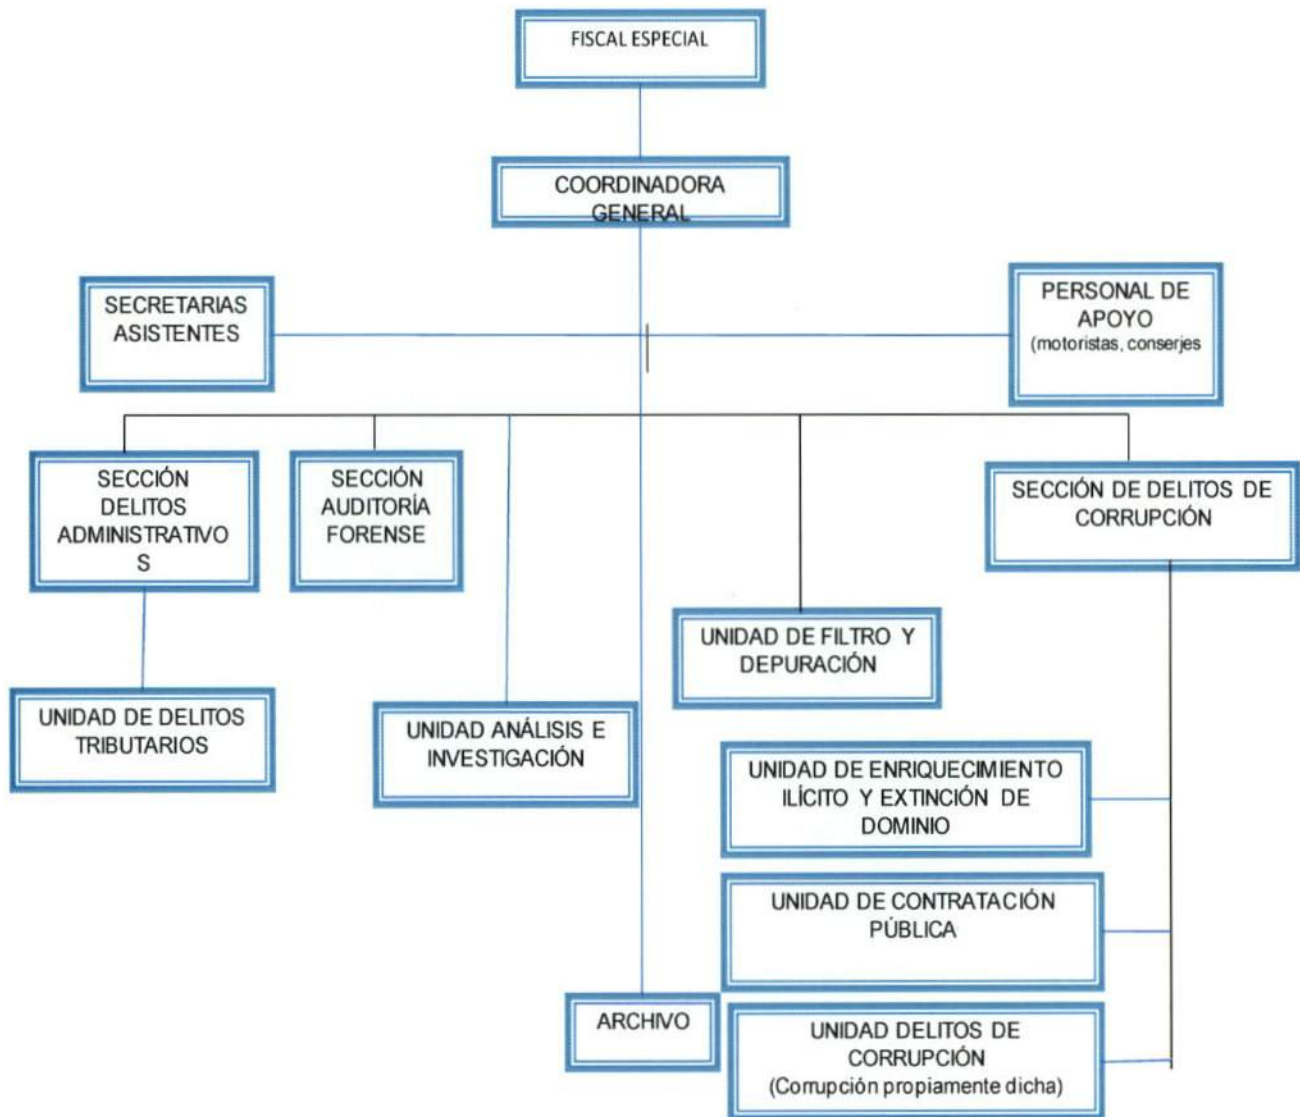 FISCAL ESPECIAL
COORDINADORA
GENERAL
SECRETARIAS
ASISTENTES
PERSONAL DE
APOYO
(motoristas, conserjes
SECCIÓN
DELITOS
ADMINISTRATIVO
S
SECCIÓN
AUDITORÍA
FORENSE
SECCIÓN DE DELITOS DE
CORRUPCIÓN
UNIDAD DE FILTRO Y
DEPURACIÓN
UNIDAD DE DELITOS
TRIBUTARIOS
UNIDAD ANÁLISIS E
INVESTIGACIÓN
UNIDAD DE ENRIQUECIMIENTO
ILÍCITO Y EXTINCIÓN DE
DOMINIO
UNIDAD DE CONTRATACIÓN
PÚBLICA
ARCHIVO
UNIDAD DELITOS DE
CORRUPCIÓN
(Corrupción propiamente dicha)